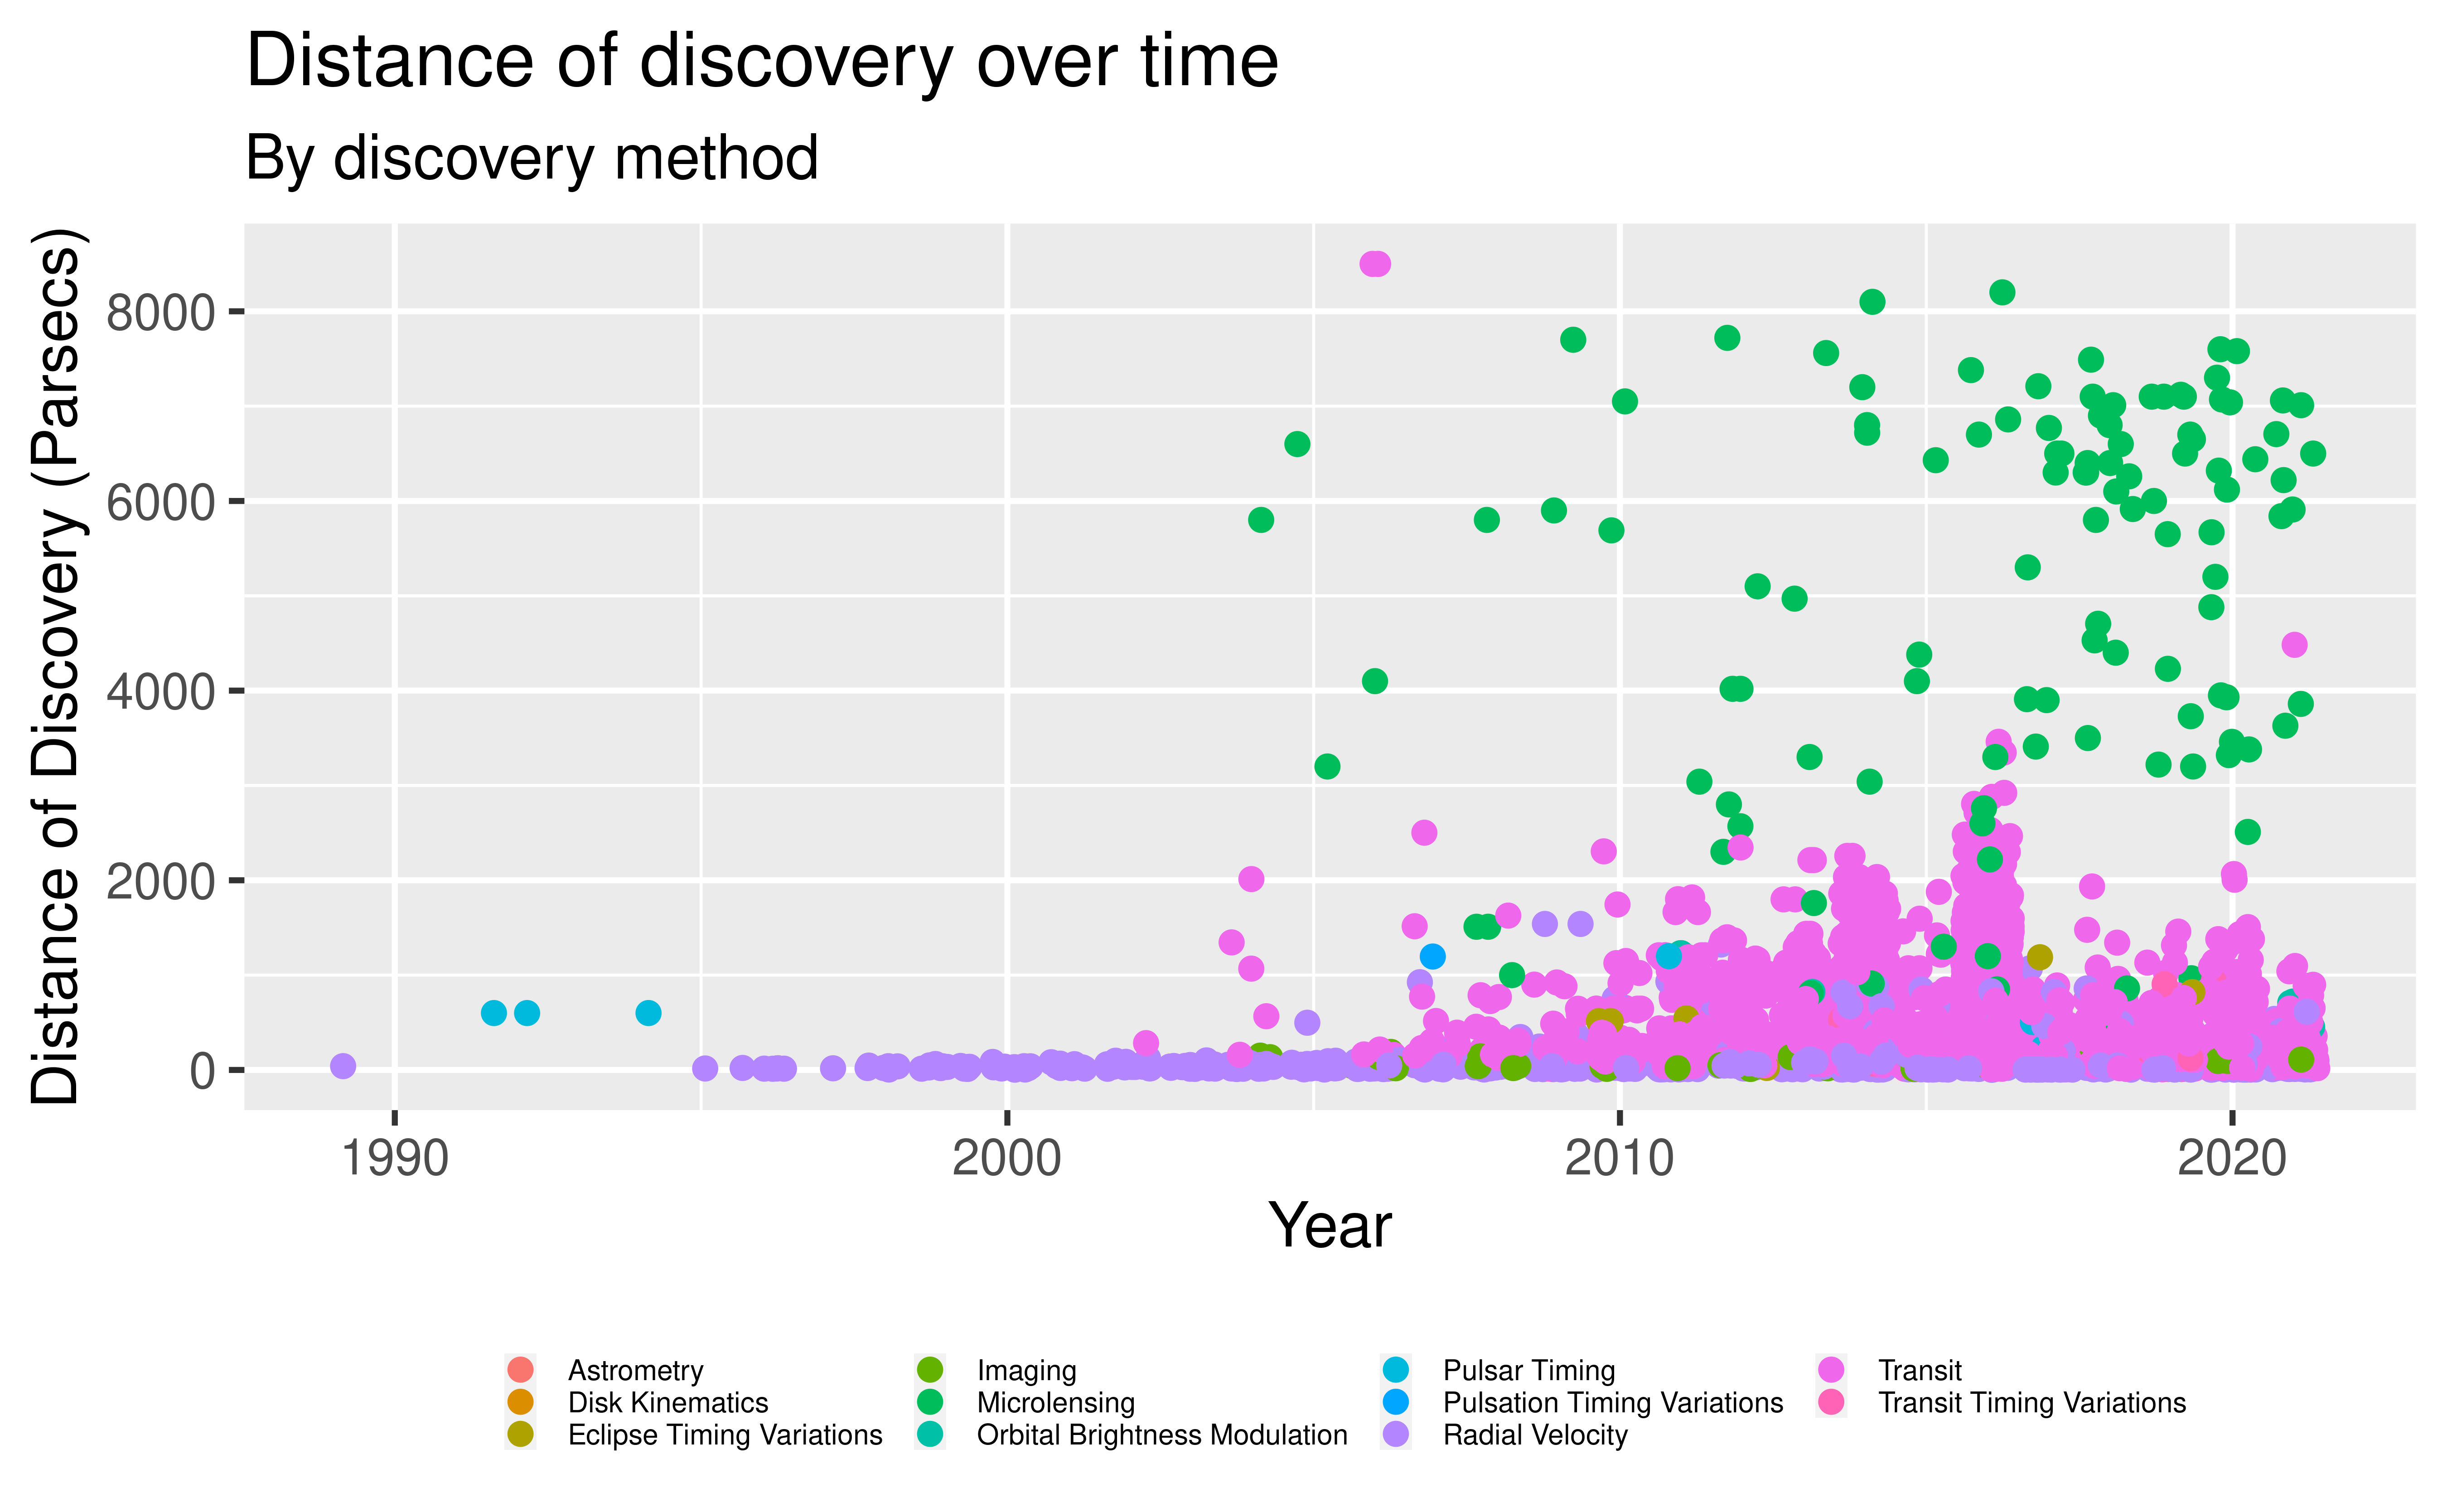 Distance of discovery over time
By discovery method
Distance of Discovery (Parsecs)
8000
6000
4000
2000
0
1990 2000 2010 2020
Year
Astrometry Imaging Pulsar Timing Transit
Disk Kinematics Microlensing Pulsation Timing Variations Transit Timing Variations
Eclipse Timing Variations Orbital Brightness Modulation Radial Velocity